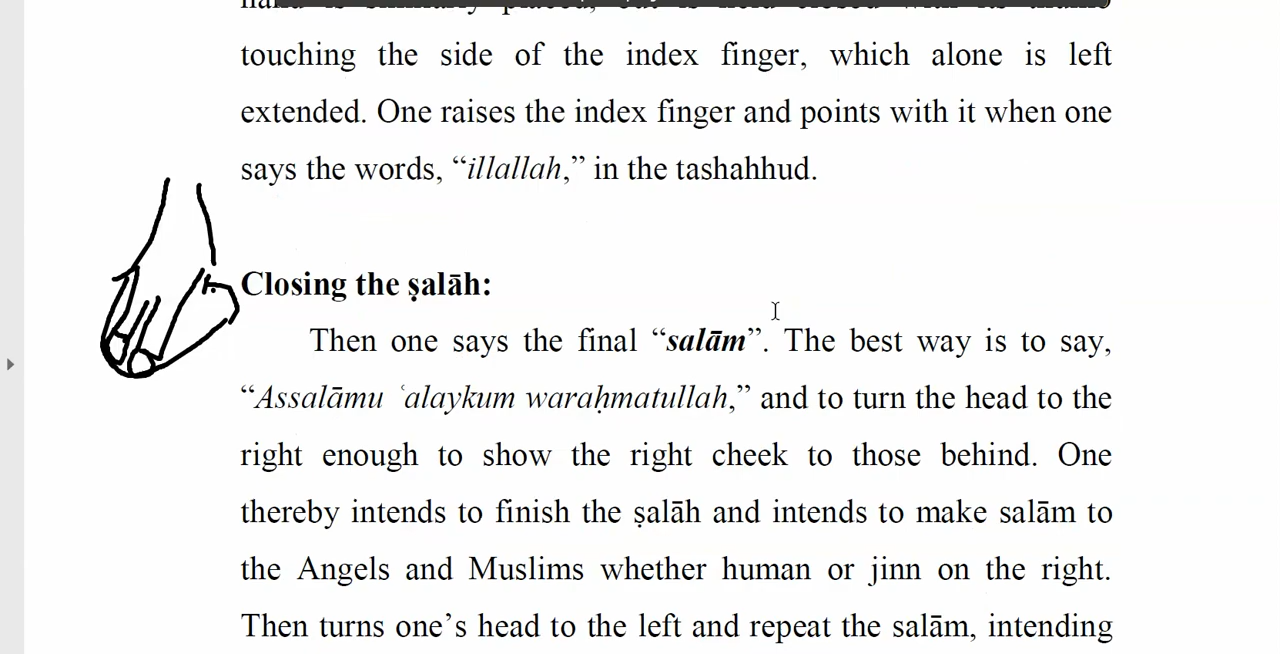 touching the side of the index finger, which alone is left
extended. One raises the index finger and points with it when one
says the words, “illallah,” in the tashahhud.
Closing the ṣalāh:
Then one says the final “salām”. The best way is to say,
“Assalāmu ʿalaykum waraḥmatullah,” and to turn the head to the
right enough to show the right cheek to those behind. One
thereby intends to finish the ṣalāh and intends to make salām to
the Angels and Muslims whether human or jinn on the right.
Then turns one’s head to the left and repeat the salām, intending